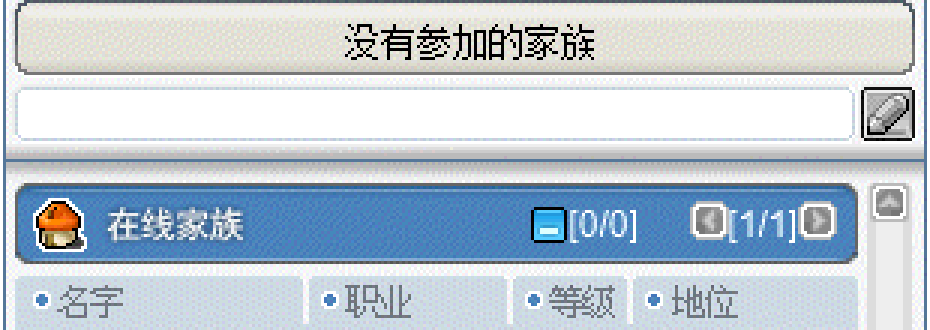 没有参加的家族
在线家族 [0/0] [1/1]
名字 职业 等级 地位